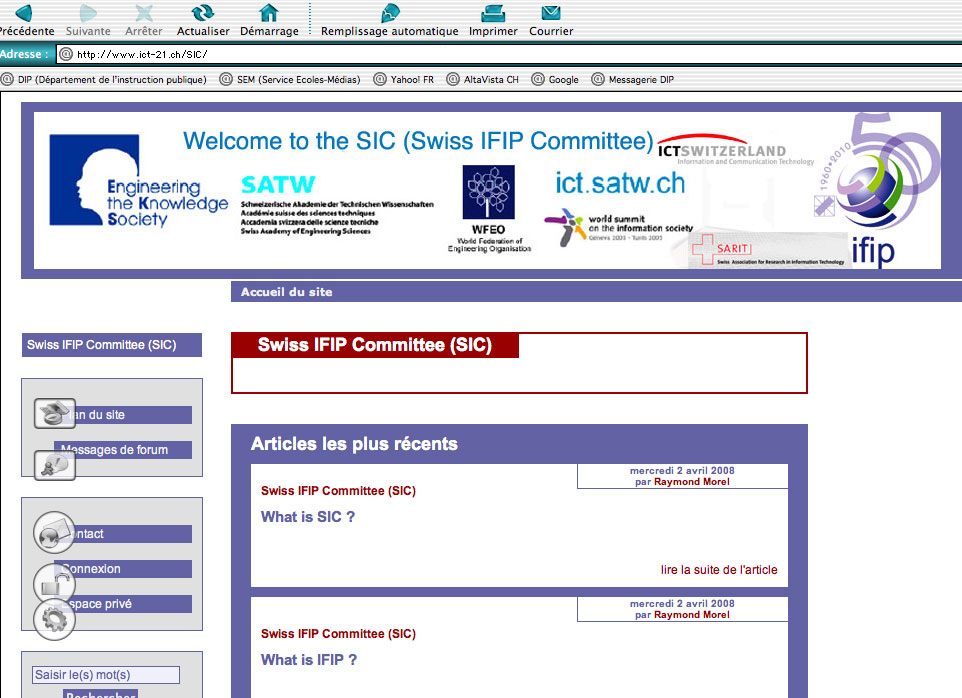 Précédente Suivante Arrêter Actualiser Démarrage Remplissage automatique Imprimer Courrier
Adresse : http://www.ict-21.ch/SIC/
DIP (Département de l'instruction publique) SEM (Service Ecoles-Médias) Yahoo! FR AltaVista CH Google Messagerie DIP
Welcome to the SIC (Swiss IFIP Committee)
ICTSWITZERLAND
Information and Communication Technology
Engineering
the Knowledge
Society
SATW
Schweizerische Akademie der Technischen Wissenschaften
Académie suisse des sciences techniques
Accademia svizzera delle scienze tecniche
Swiss Academy of Engineering Sciences
WFEO
World Federation of
Engineering Organisation
ict.satw.ch
world summit
on the information society
Geneva 2003 - Tunis 2005
SARIT
Swiss Association for Research in Information Technology
1960•2010
50
ifip
Accueil du site
Swiss IFIP Committee (SIC)
lan du site
Messages de forum
ontact
Connexion
space privé
Saisir le(s) mot(s)
Rechercher
Swiss IFIP Committee (SIC)
Articles les plus récents
mercredi 2 avril 2008
par Raymond Morel
Swiss IFIP Committee (SIC)
What is SIC ?
lire la suite de l'article
mercredi 2 avril 2008
par Raymond Morel
Swiss IFIP Committee (SIC)
What is IFIP ?